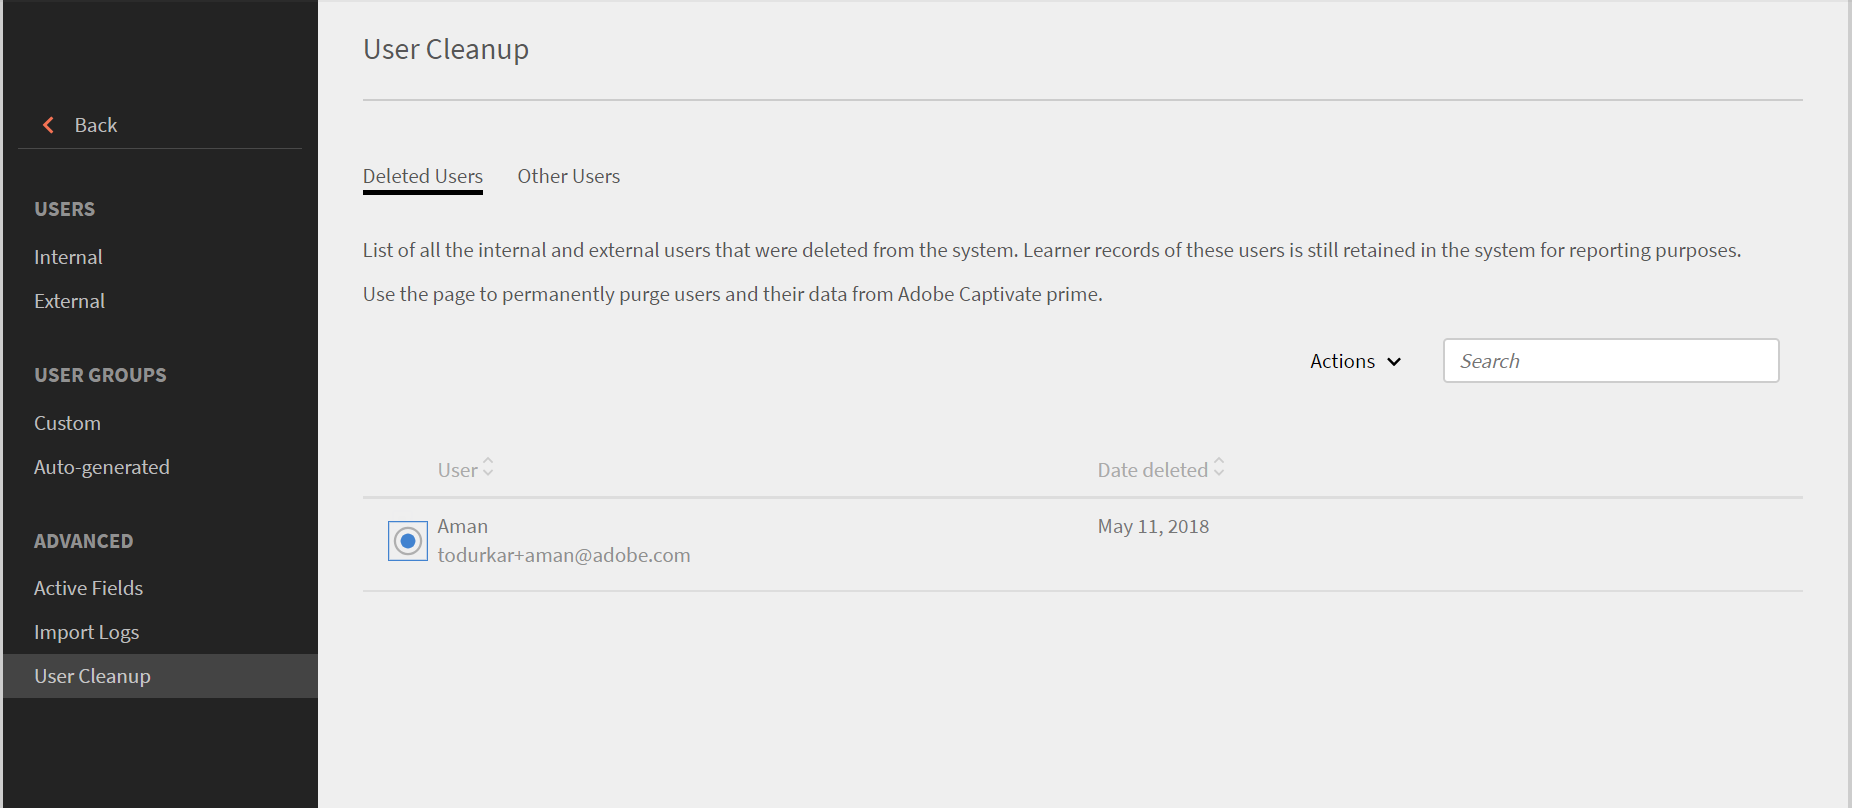 Back
USERS
Internal
External
USER GROUPS
Custom
Auto-generated
ADVANCED
Active Fields
Import Logs
User Cleanup
User Cleanup
Deleted Users
Other Users
List of all the internal and external users that were deleted from the system. Learner records of these users is still retained in the system for reporting purposes.
Use the page to permanently purge users and their data from Adobe Captivate prime.
Actions
Search
User
Date deleted
Aman
May 11, 2018
todurkar+aman@adobe.com